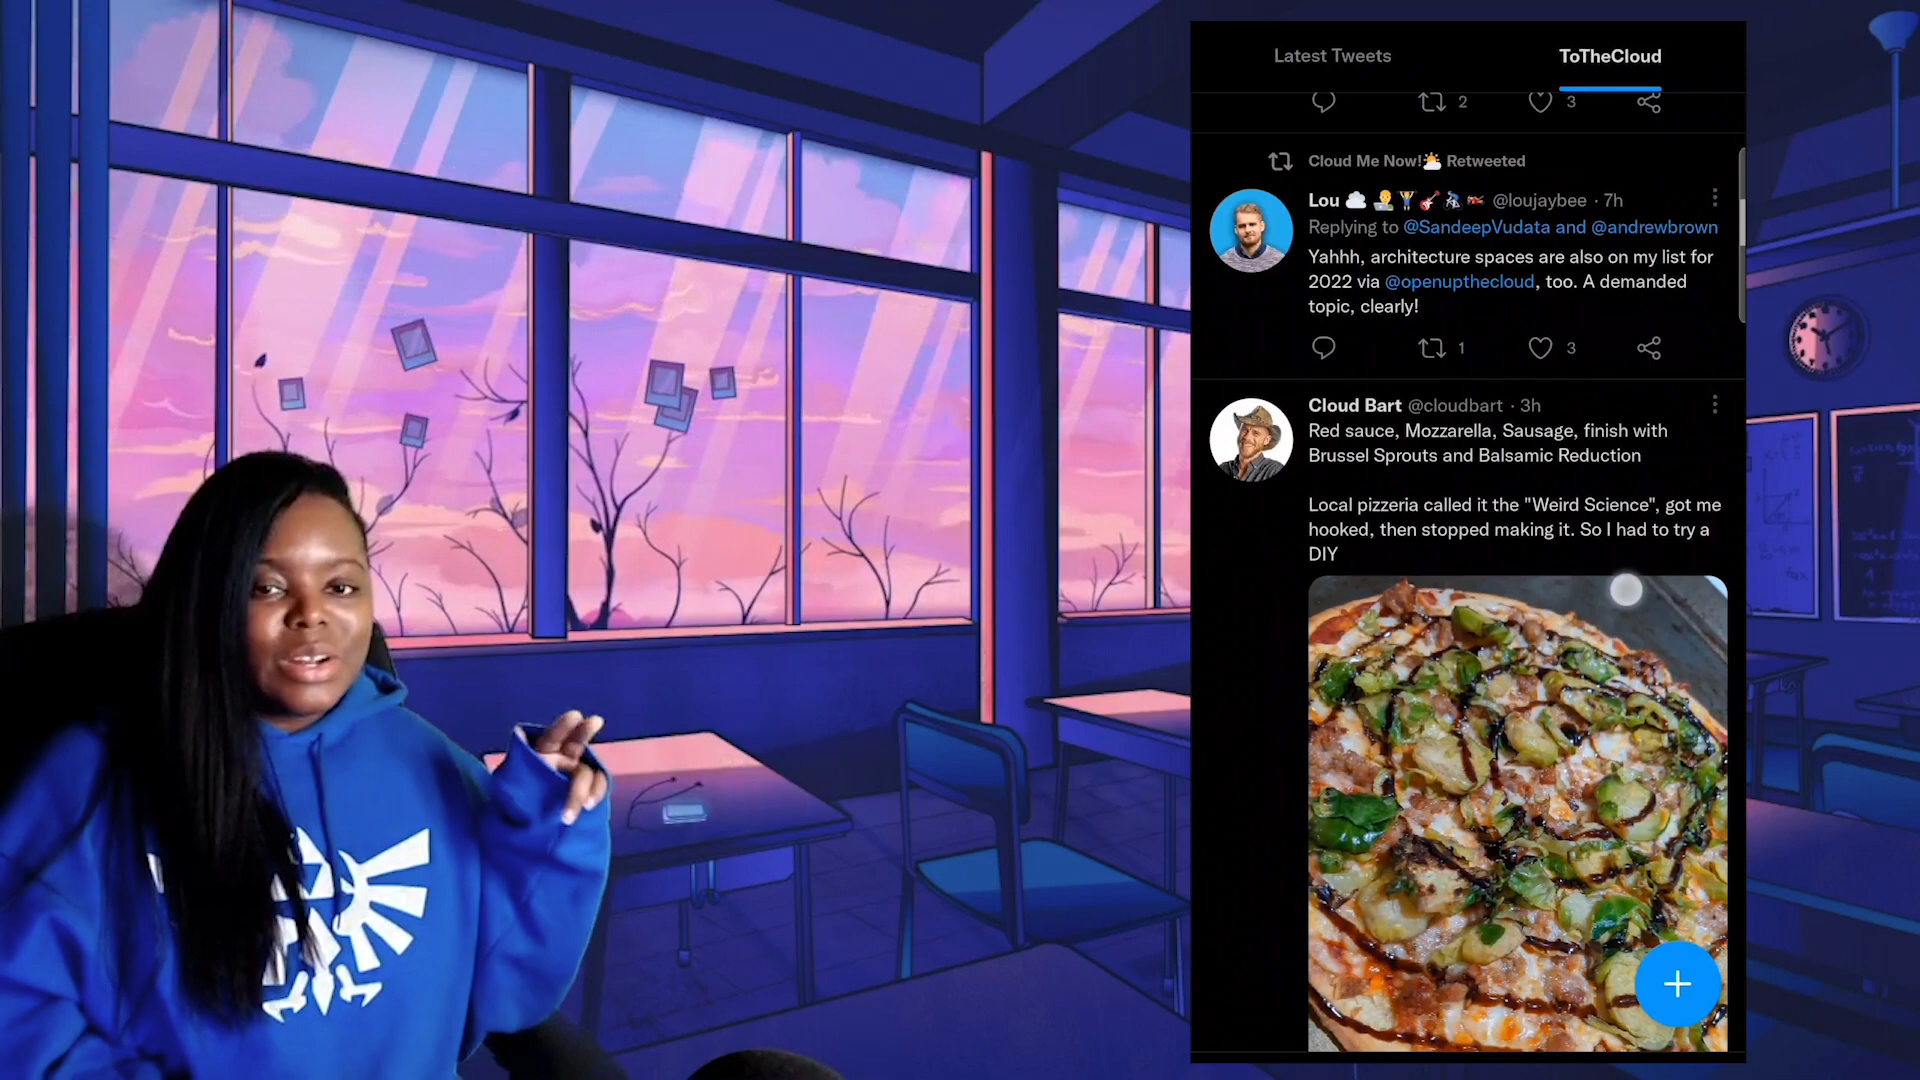 Latest Tweets
ToTheCloud
2
3
Cloud Me Now!🌤️ Retweeted
Lou ☁️ 👨‍💻 🏋️ 🎸 🚴 🇬🇧 @loujaybee · 7h
Replying to @SandeepVudata and @andrewbrown
Yahhh, architecture spaces are also on my list for
2022 via @openupthecloud, too. A demanded
topic, clearly!
1
3
Cloud Bart @cloudbart · 3h
Red sauce, Mozzarella, Sausage, finish with
Brussel Sprouts and Balsamic Reduction
Local pizzeria called it the "Weird Science", got me
hooked, then stopped making it. So I had to try a
DIY